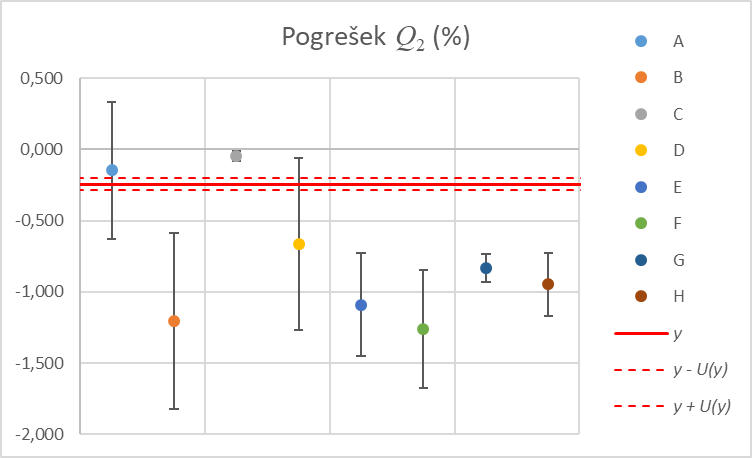 Pogrešek Q2 (%)
0,500
0,000
-0,500
-1,000
-1,500
-2,000
A
B
C
D
E
F
G
H
y
y - U(y)
y + U(y)